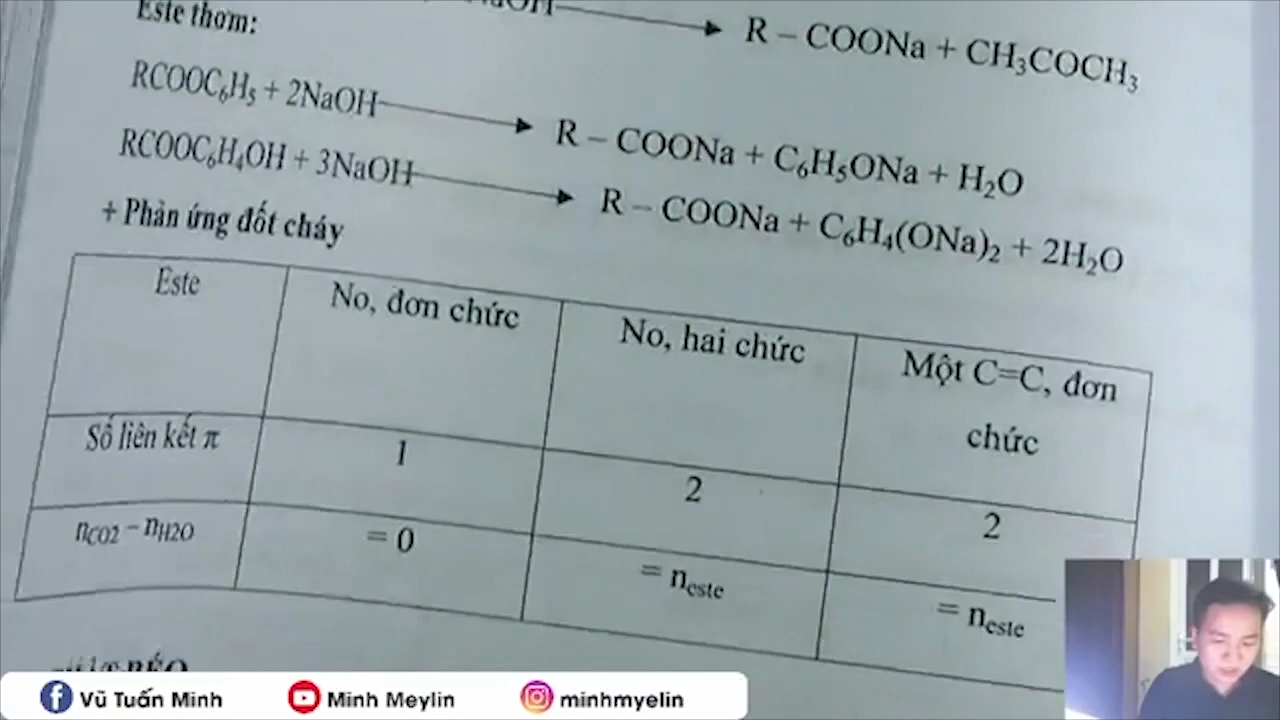 R – COONa + CH₃COCH₃
Este thơm:
RCOOC₆H₅ + 2NaOH → R – COONa + C₆H₅ONa + H₂O
RCOOC₆H₄OH + 3NaOH → R – COONa + C₆H₄(ONa)₂ + 2H₂O
+ Phản ứng đốt cháy
Este No, đơn chức No, hai chức Một C=C, đơn chức
Số liên kết π 1 2 2
nCO2 – nH2O = 0 = neste = neste
Vũ Tuấn Minh Minh Meylin minhmyelin